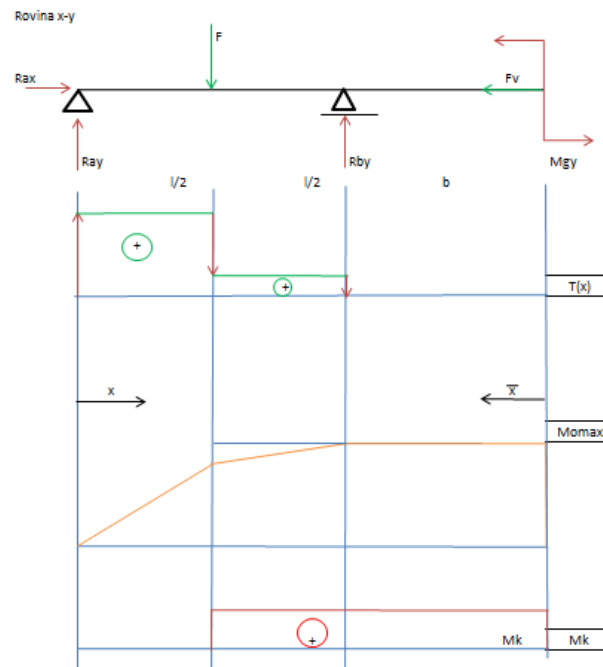 Rovina x-y
F
Rax
Fv
Ray
Rby
Mgy
l/2
l/2
b
+
+
T(x)
x
x̅
Momax
+
Mk
Mk